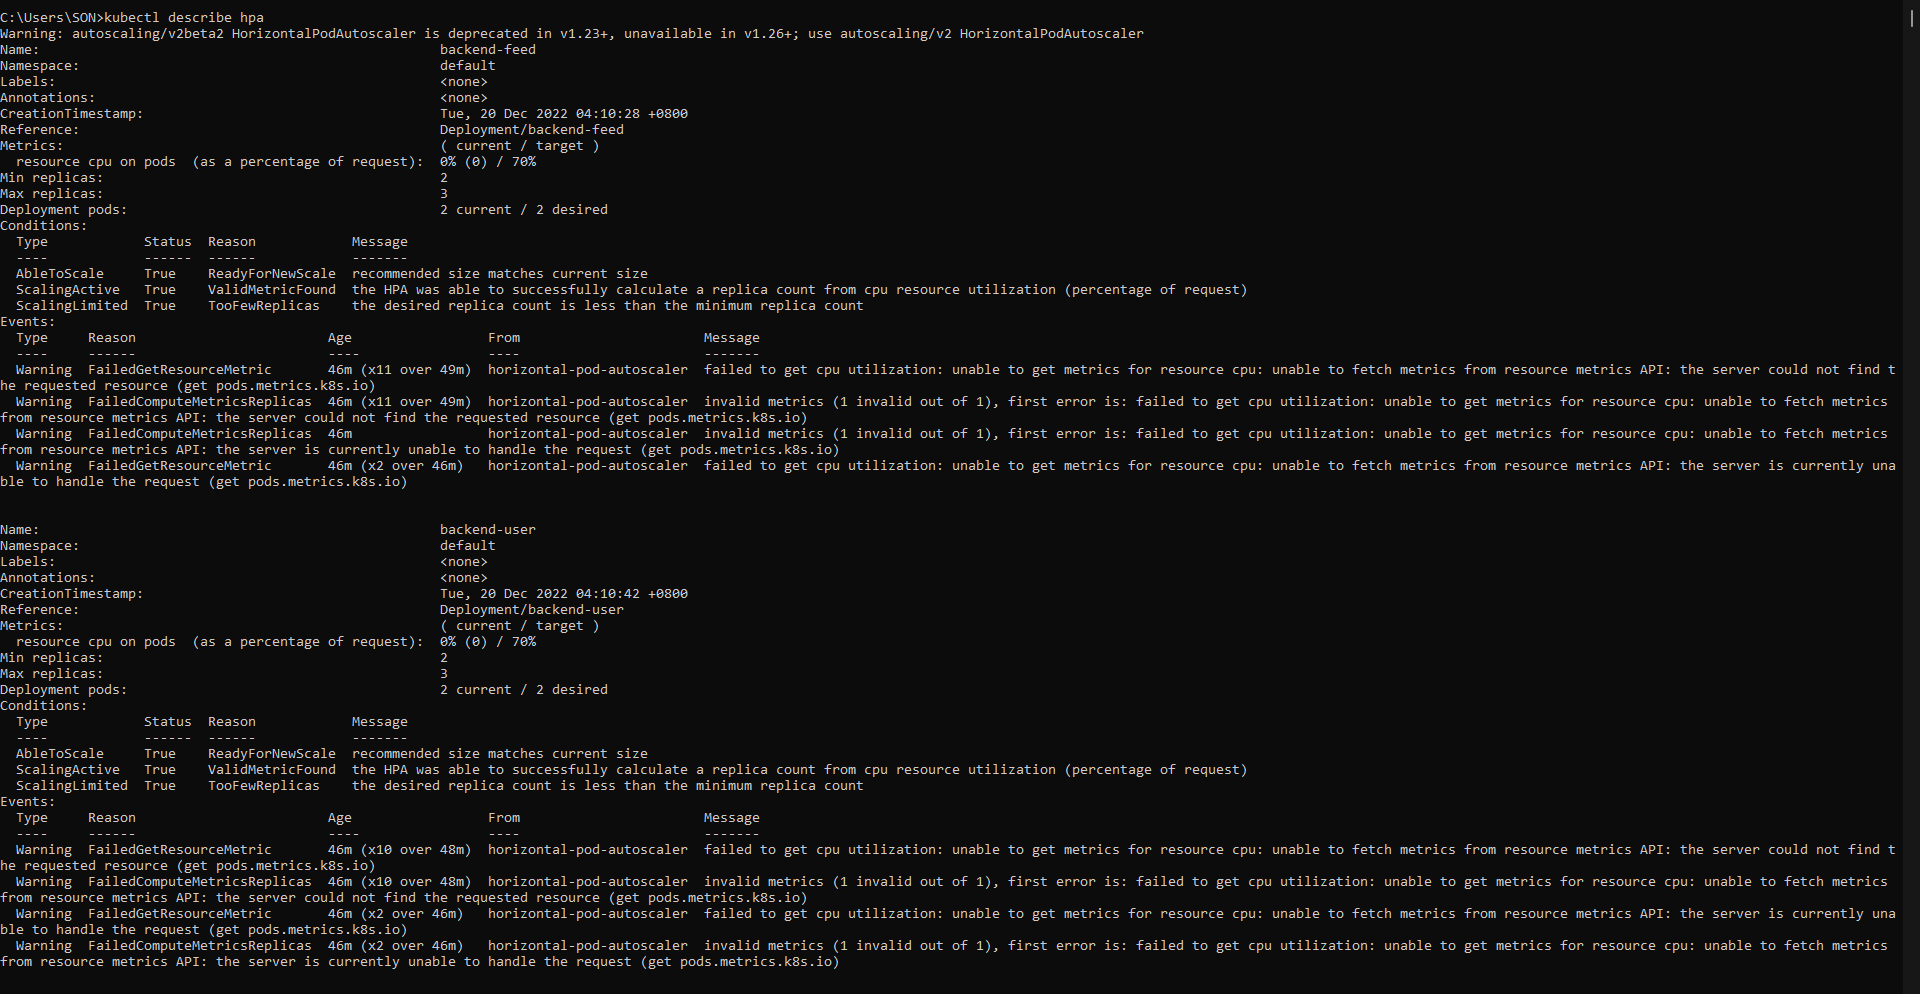 C:\Users\SON>kubectl describe hpa
Warning: autoscaling/v2beta2 HorizontalPodAutoscaler is deprecated in v1.23+, unavailable in v1.26+; use autoscaling/v2 HorizontalPodAutoscaler
Name: backend-feed
Namespace: default
Labels: <none>
Annotations: <none>
CreationTimestamp: Tue, 20 Dec 2022 04:10:28 +0800
Reference: Deployment/backend-feed
Metrics: ( current / target )
resource cpu on pods (as a percentage of request): 0% (0) / 70%
Min replicas: 2
Max replicas: 3
Deployment pods: 2 current / 2 desired
Conditions:
Type Status Reason Message
---- ------ ------ -------
AbleToScale True ReadyForNewScale recommended size matches current size
ScalingActive True ValidMetricFound the HPA was able to successfully calculate a replica count from cpu resource utilization (percentage of request)
ScalingLimited True TooFewReplicas the desired replica count is less than the minimum replica count
Events:
Type Reason Age From Message
---- ------ ---- ---- -------
Warning FailedGetResourceMetric 46m (x11 over 49m) horizontal-pod-autoscaler failed to get cpu utilization: unable to get metrics for resource cpu: unable to fetch metrics from resource metrics API: the server could not find t
he requested resource (get pods.metrics.k8s.io)
Warning FailedComputeMetricsReplicas 46m (x11 over 49m) horizontal-pod-autoscaler invalid metrics (1 invalid out of 1), first error is: failed to get cpu utilization: unable to get metrics for resource cpu: unable to fetch metrics
from resource metrics API: the server could not find the requested resource (get pods.metrics.k8s.io)
Warning FailedComputeMetricsReplicas 46m horizontal-pod-autoscaler invalid metrics (1 invalid out of 1), first error is: failed to get cpu utilization: unable to get metrics for resource cpu: unable to fetch metrics
from resource metrics API: the server is currently unable to handle the request (get pods.metrics.k8s.io)
Warning FailedGetResourceMetric 46m (x2 over 46m) horizontal-pod-autoscaler failed to get cpu utilization: unable to get metrics for resource cpu: unable to fetch metrics from resource metrics API: the server is currently una
ble to handle the request (get pods.metrics.k8s.io)
Name: backend-user
Namespace: default
Labels: <none>
Annotations: <none>
CreationTimestamp: Tue, 20 Dec 2022 04:10:42 +0800
Reference: Deployment/backend-user
Metrics: ( current / target )
resource cpu on pods (as a percentage of request): 0% (0) / 70%
Min replicas: 2
Max replicas: 3
Deployment pods: 2 current / 2 desired
Conditions:
Type Status Reason Message
---- ------ ------ -------
AbleToScale True ReadyForNewScale recommended size matches current size
ScalingActive True ValidMetricFound the HPA was able to successfully calculate a replica count from cpu resource utilization (percentage of request)
ScalingLimited True TooFewReplicas the desired replica count is less than the minimum replica count
Events:
Type Reason Age From Message
---- ------ ---- ---- -------
Warning FailedGetResourceMetric 46m (x10 over 48m) horizontal-pod-autoscaler failed to get cpu utilization: unable to get metrics for resource cpu: unable to fetch metrics from resource metrics API: the server could not find t
he requested resource (get pods.metrics.k8s.io)
Warning FailedComputeMetricsReplicas 46m (x10 over 48m) horizontal-pod-autoscaler invalid metrics (1 invalid out of 1), first error is: failed to get cpu utilization: unable to get metrics for resource cpu: unable to fetch metrics
from resource metrics API: the server could not find the requested resource (get pods.metrics.k8s.io)
Warning FailedGetResourceMetric 46m (x2 over 46m) horizontal-pod-autoscaler failed to get cpu utilization: unable to get metrics for resource cpu: unable to fetch metrics from resource metrics API: the server is currently una
ble to handle the request (get pods.metrics.k8s.io)
Warning FailedComputeMetricsReplicas 46m (x2 over 46m) horizontal-pod-autoscaler invalid metrics (1 invalid out of 1), first error is: failed to get cpu utilization: unable to get metrics for resource cpu: unable to fetch metrics
from resource metrics API: the server is currently unable to handle the request (get pods.metrics.k8s.io)